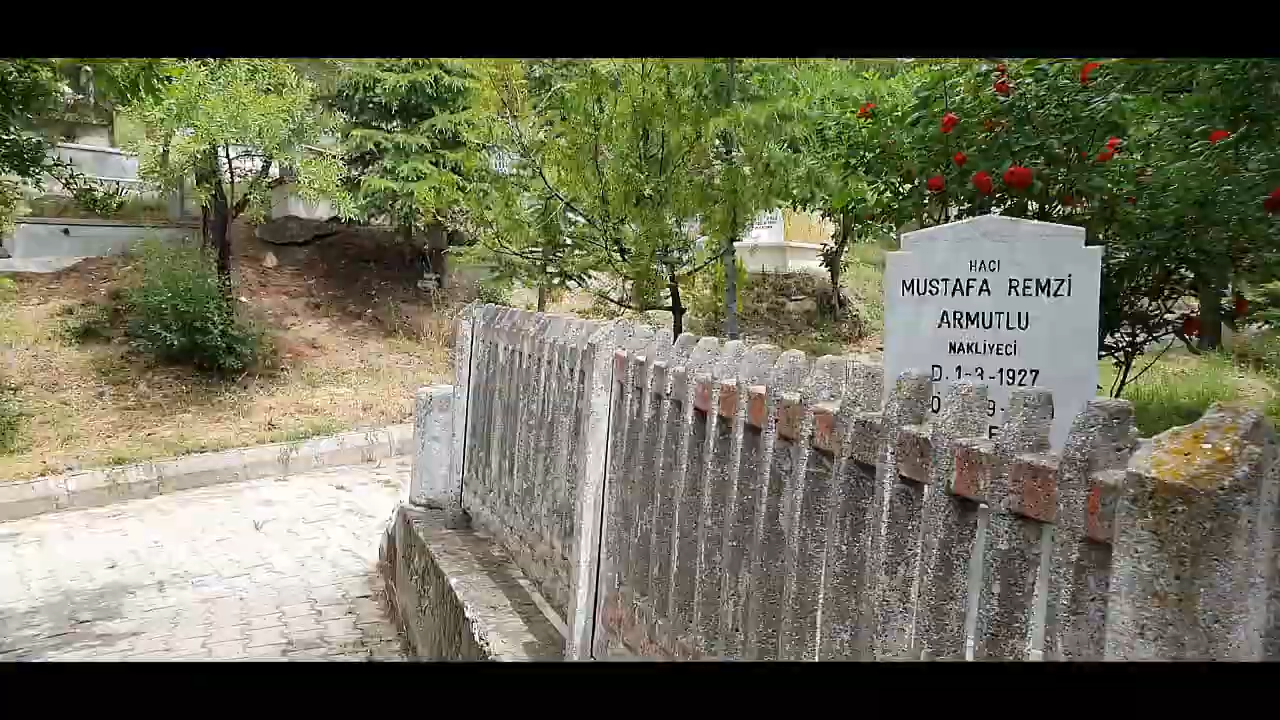 HACI
MUSTAFA REMZİ
ARMUTLU
NAKLİYECİ
D. 1-3-1927